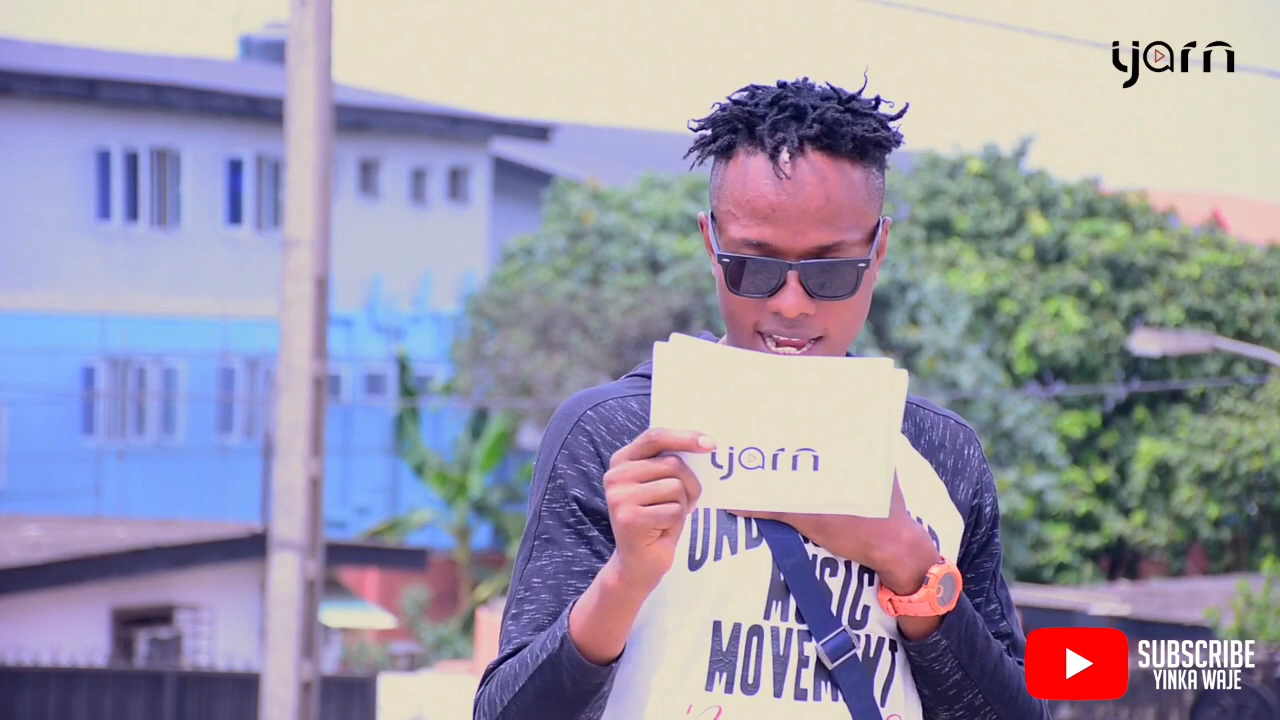 yarn
yarn
MUSIC
MOVEMENT
SUBSCRIBE
YINKA WAJE